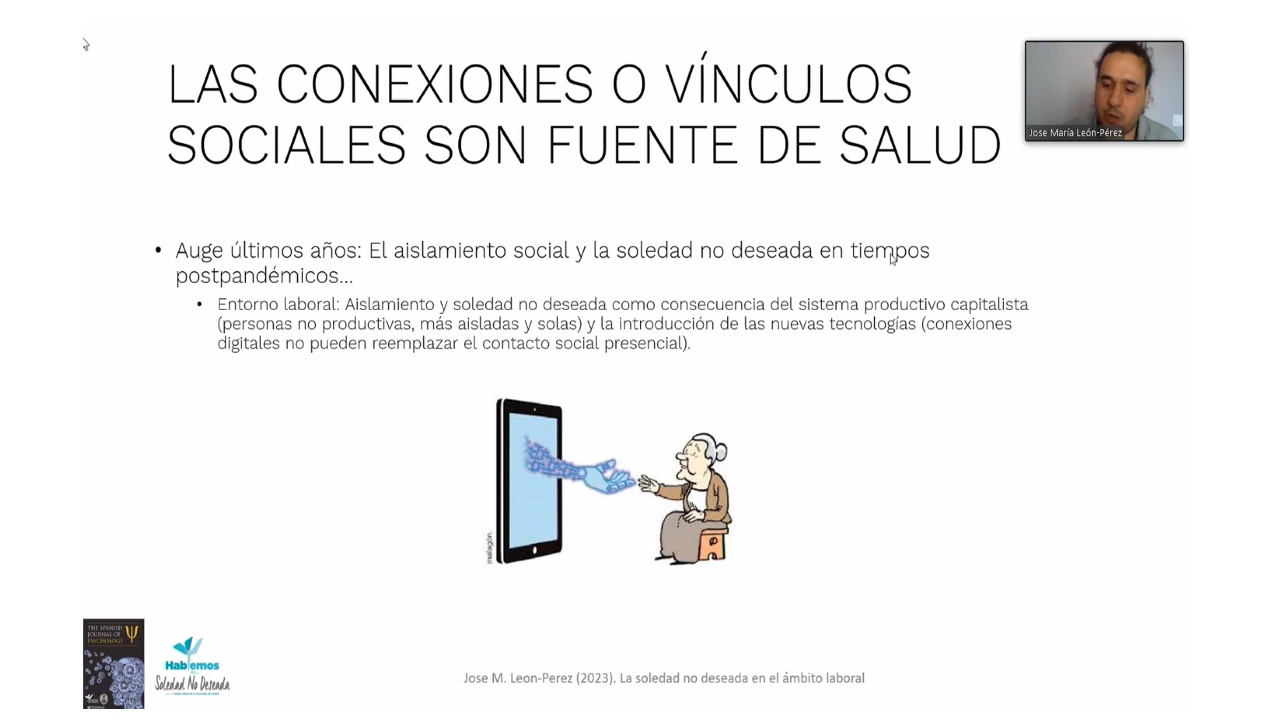 LAS CONEXIONES O VÍNCULOS
SOCIALES SON FUENTE DE SALUD
Jose María León-Pérez
• Auge últimos años: El aislamiento social y la soledad no deseada en tiempos
postpandémicos...
• Entorno laboral: Aislamiento y soledad no deseada como consecuencia del sistema productivo capitalista
(personas no productivas, más aisladas y solas) y la introducción de las nuevas tecnologías (conexiones
digitales no pueden reemplazar el contacto social presencial).
malagón
THE SPANISH
JOURNAL OF
PSYCHOLOGY
Ψ
Hablemos
Soledad No Deseada
Jose M. Leon-Perez (2023). La soledad no deseada en el ámbito laboral